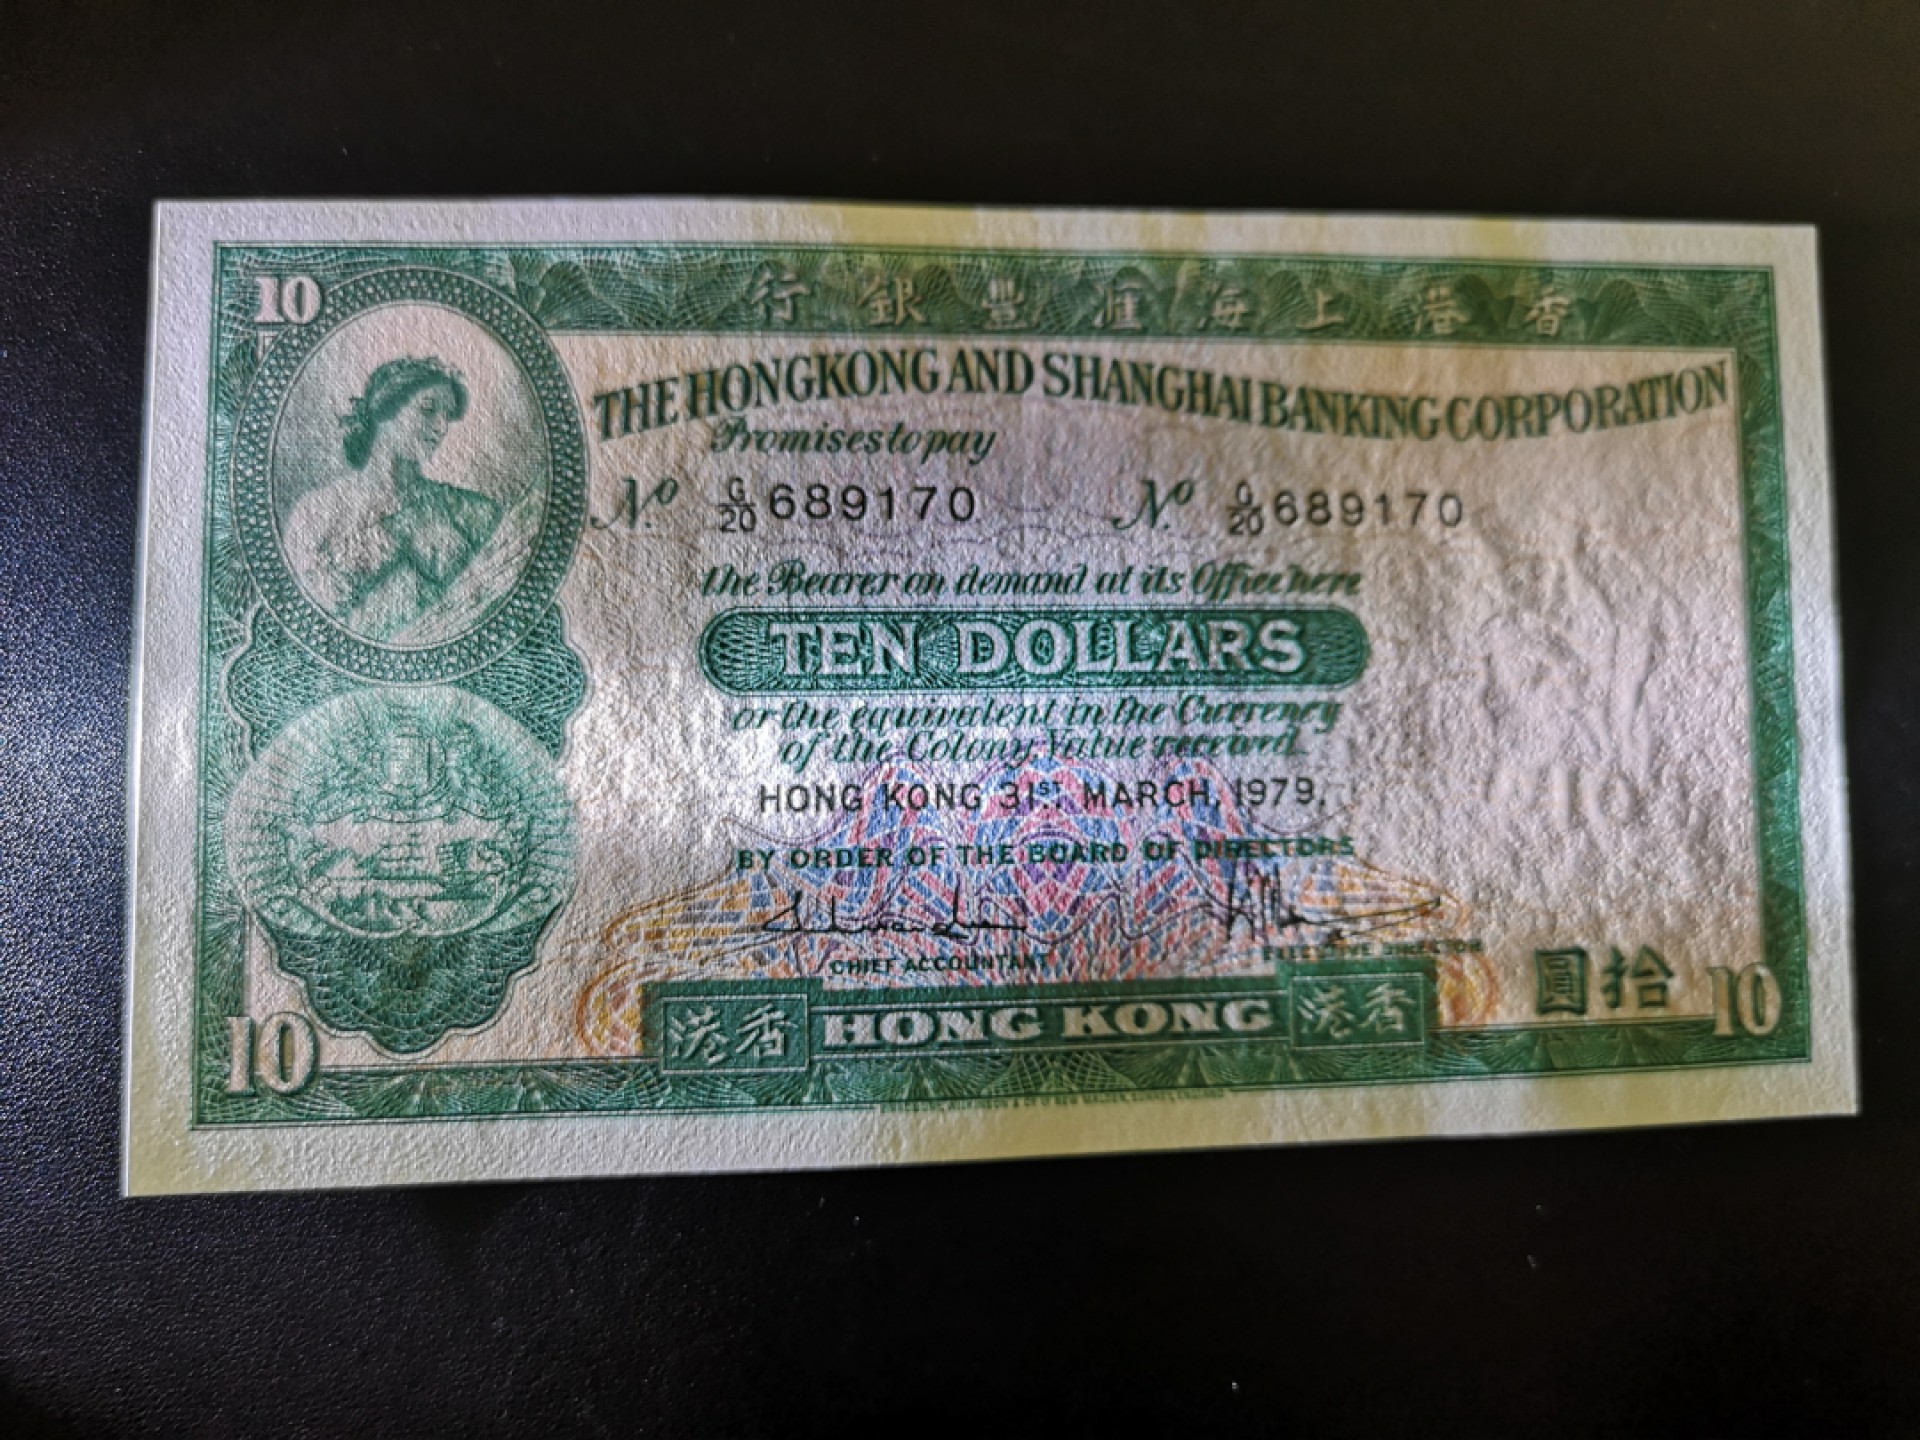 10
行銀豐滙海上港香
THE HONGKONG AND SHANGHAI BANKING CORPORATION
Promises to pay
No. G/20 689170 No. G/20 689170
the Bearer on demand at its Office here
TEN DOLLARS
or the equivalent in the Currency
of the Colony Value received
HONG KONG 31ST. MARCH, 1979.
BY ORDER OF THE BOARD OF DIRECTORS
CHIEF ACCOUNTANT
EXECUTIVE DIRECTOR
10
圓拾
10
10
港香 HONG KONG 港香